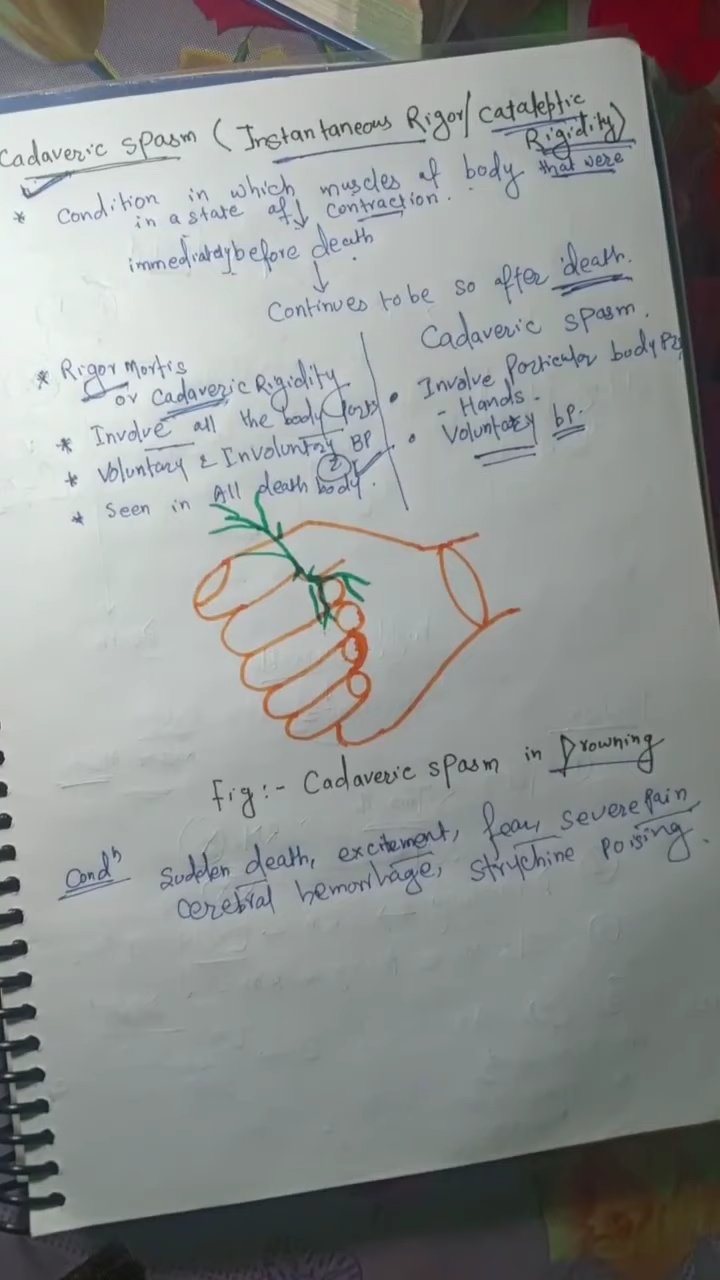 Cadaveric spasm (Instantaneous Rigor/ Cataleptic
Rigidity)
* Condition in which muscles of body that were
in a state of contraction.
immediately before death
Continues to be so after death.
* Rigor Mortis
or Cadaveric Rigidity
* Involve all the body parts
* Voluntary & Involuntary BP
* Seen in All death body.
Cadaveric spasm.
• Involve Particular body
- Hands -
• Voluntary bP.
Fig:- Cadaveric spasm in Drowning
Condn Sudden death, excitement, fear, severe Pain
cerebral hemorrhage, strychine Poising.